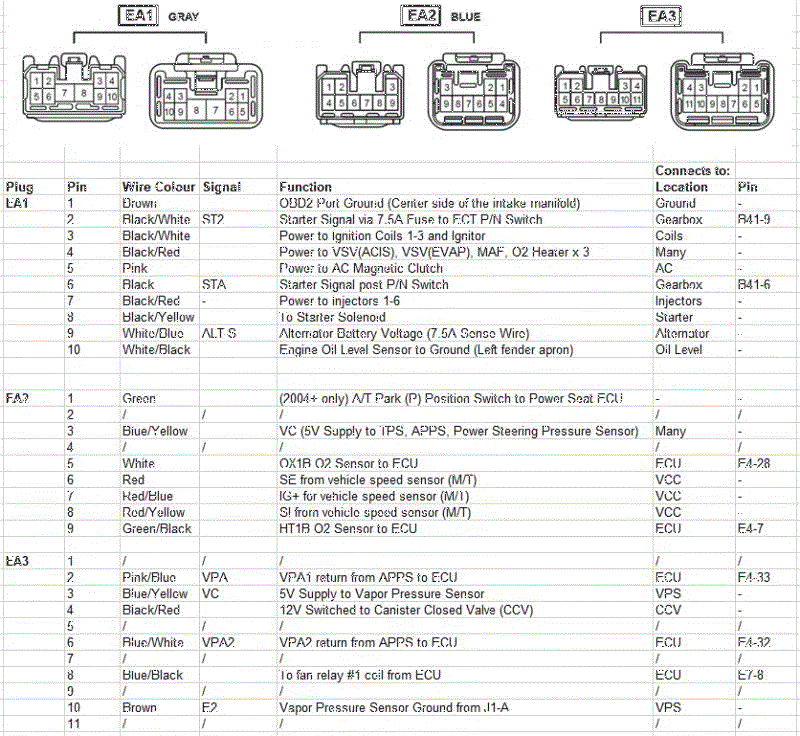 EA1 GRAY EA2 BLUE EA3
1 2 3 4 4 3 2 1 1 2 3 4 3 2 1 1 2 3 4 4 3 2 1
5 6 7 8 9 10 10 9 8 7 6 5 4 5 6 7 8 9 9 8 7 6 5 4 5 6 7 8 9 10 11 11 10 9 8 7 6 5
Connects to:
Plug Pin Wire Colour Signal Function Location Pin
EA1 1 Brown OBD2 Port Ground (Center side of the intake manifold) Ground -
2 Black/White ST2 Starter Signal via 7.5A Fuse to ECT P/N Switch Gearbox B41-9
3 Black/White Power to Ignition Coils 1-3 and Ignitor Coils -
4 Black/Red Power to VSV(ACIS), VSV(EVAP), MAF, O2 Heater x 3 Many -
5 Pink Power to AC Magnetic Clutch AC -
6 Black STA Starter Signal post P/N Switch Gearbox B41-6
7 Black/Red - Power to injectors 1-6 Injectors -
8 Black/Yellow To Starter Solenoid Starter -
9 White/Blue ALT-S Alternator Battery Voltage (7.5A Sense Wire) Alternator -
10 White/Black Engine Oil Level Sensor to Ground (Left fender apron) Oil Level -
EA2 1 Green (2004+ only) A/T Park (P) Position Switch to Power Seat ECU - -
2 / / / / /
3 Blue/Yellow VC (5V Supply to TPS, APPS, Power Steering Pressure Sensor) Many -
4 / / / / /
5 White OX1B O2 Sensor to ECU ECU E4-28
6 Red SE from vehicle speed sensor (M/T) VCC -
7 Red/Blue IG+ for vehicle speed sensor (M/T) VCC -
8 Red/Yellow SI from vehicle speed sensor (M/T) VCC -
9 Green/Black HT1B O2 Sensor to ECU ECU E4-7
EA3 1 / / / / /
2 Pink/Blue VPA VPA1 return from APPS to ECU ECU E4-33
3 Blue/Yellow VC 5V Supply to Vapor Pressure Sensor VPS -
4 Black/Red 12V Switched to Canister Closed Valve (CCV) CCV -
5 / / / / /
6 Blue/White VPA2 VPA2 return from APPS to ECU ECU E4-32
7 / / / / /
8 Blue/Black To fan relay #1 coil from ECU ECU E7-8
9 / / / / /
10 Brown E2 Vapor Pressure Sensor Ground from J1-A VPS -
11 / / / / /